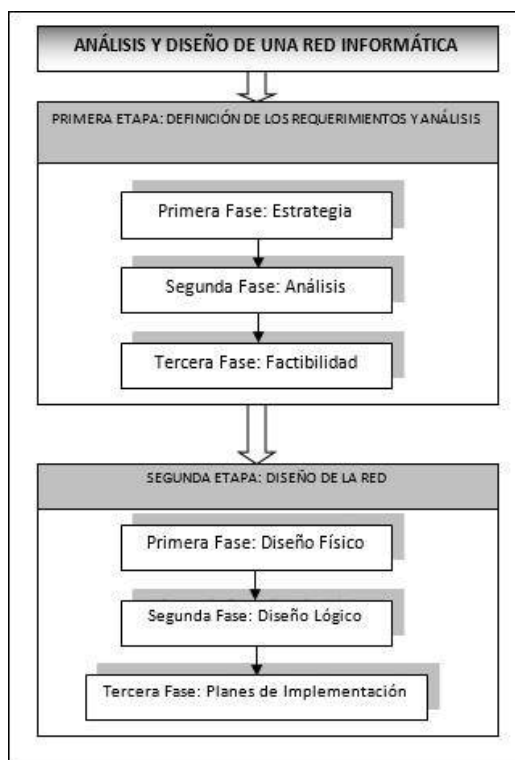 ANÁLISIS Y DISEÑO DE UNA RED INFORMÁTICA
PRIMERA ETAPA: DEFINICIÓN DE LOS REQUERIMIENTOS Y ANÁLISIS
Primera Fase: Estrategia
Segunda Fase: Análisis
Tercera Fase: Factibilidad
SEGUNDA ETAPA: DISEÑO DE LA RED
Primera Fase: Diseño Físico
Segunda Fase: Diseño Lógico
Tercera Fase: Planes de Implementación